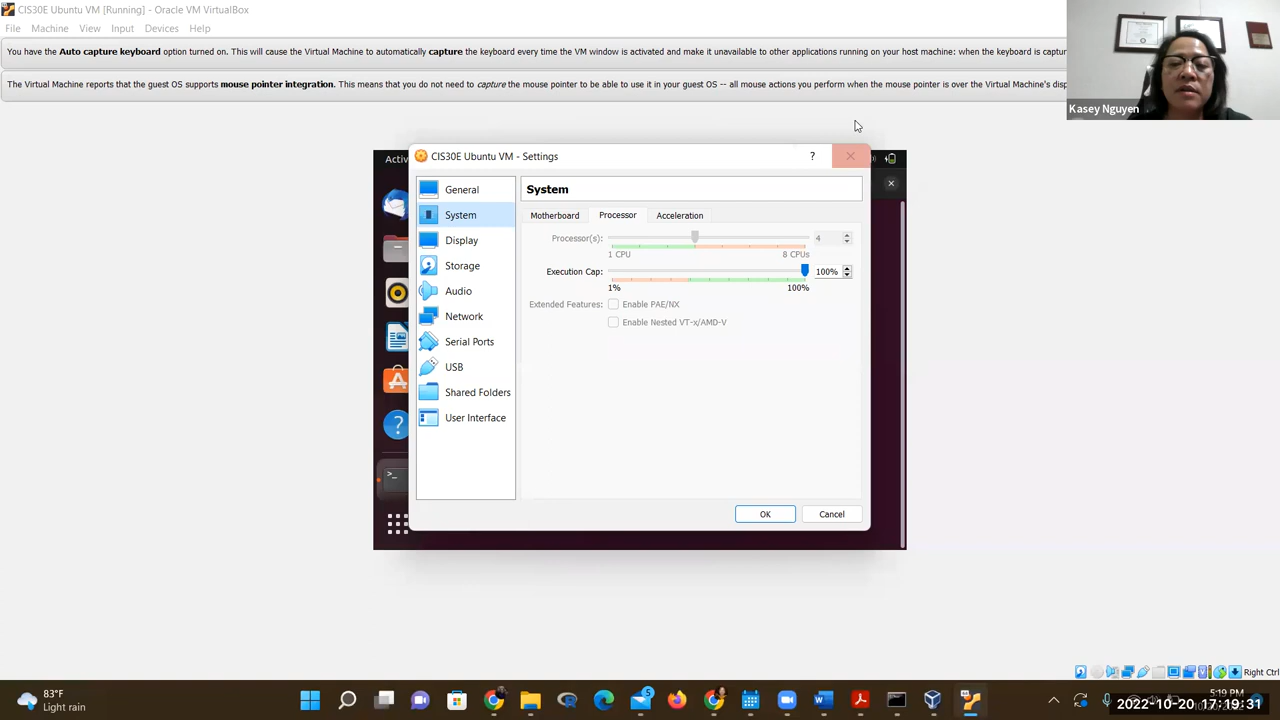 CIS30E Ubuntu VM [Running] - Oracle VM VirtualBox
File Machine View Input Devices Help
You have the Auto capture keyboard option turned on. This will cause the Virtual Machine to automatically capture the keyboard every time the VM window is activated and make it unavailable to other applications running on your host machine: when the keyboard is captur
The Virtual Machine reports that the guest OS supports mouse pointer integration. This means that you do not need to capture the mouse pointer to be able to use it in your guest OS -- all mouse actions you perform when the mouse pointer is over the Virtual Machine's disp
Kasey Nguyen
Activ
CIS30E Ubuntu VM - Settings
?
General
System
Display
Storage
Audio
Network
Serial Ports
USB
Shared Folders
User Interface
System
Motherboard Processor Acceleration
Processor(s): 4
1 CPU 8 CPUs
Execution Cap: 100%
1% 100%
Extended Features: Enable PAE/NX
Enable Nested VT-x/AMD-V
OK Cancel
Right Ctrl
83°F
Light rain
5
5:19 PM
2022-10-20 17:19:31